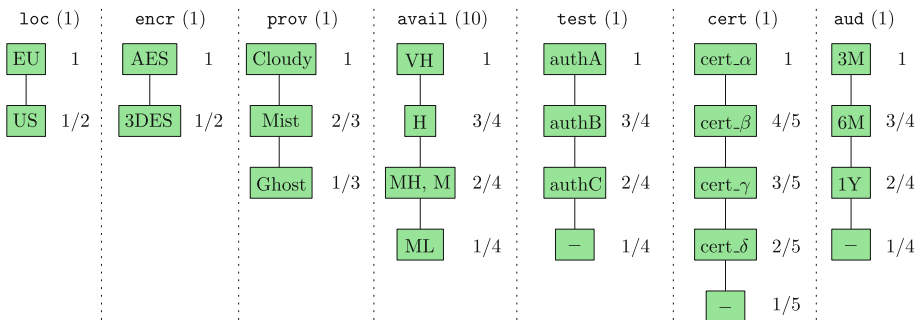 loc (1) encr (1) prov (1) avail (10) test (1) cert (1) aud (1)
EU 1 AES 1 Cloudy 1 VH 1 authA 1 cert_α 1 3M 1
US 1/2 3DES 1/2 Mist 2/3 H 3/4 authB 3/4 cert_β 4/5 6M 3/4
Ghost 1/3 MH, M 2/4 authC 2/4 cert_γ 3/5 1Y 2/4
ML 1/4 – 1/4 cert_δ 2/5 – 1/4
– 1/5